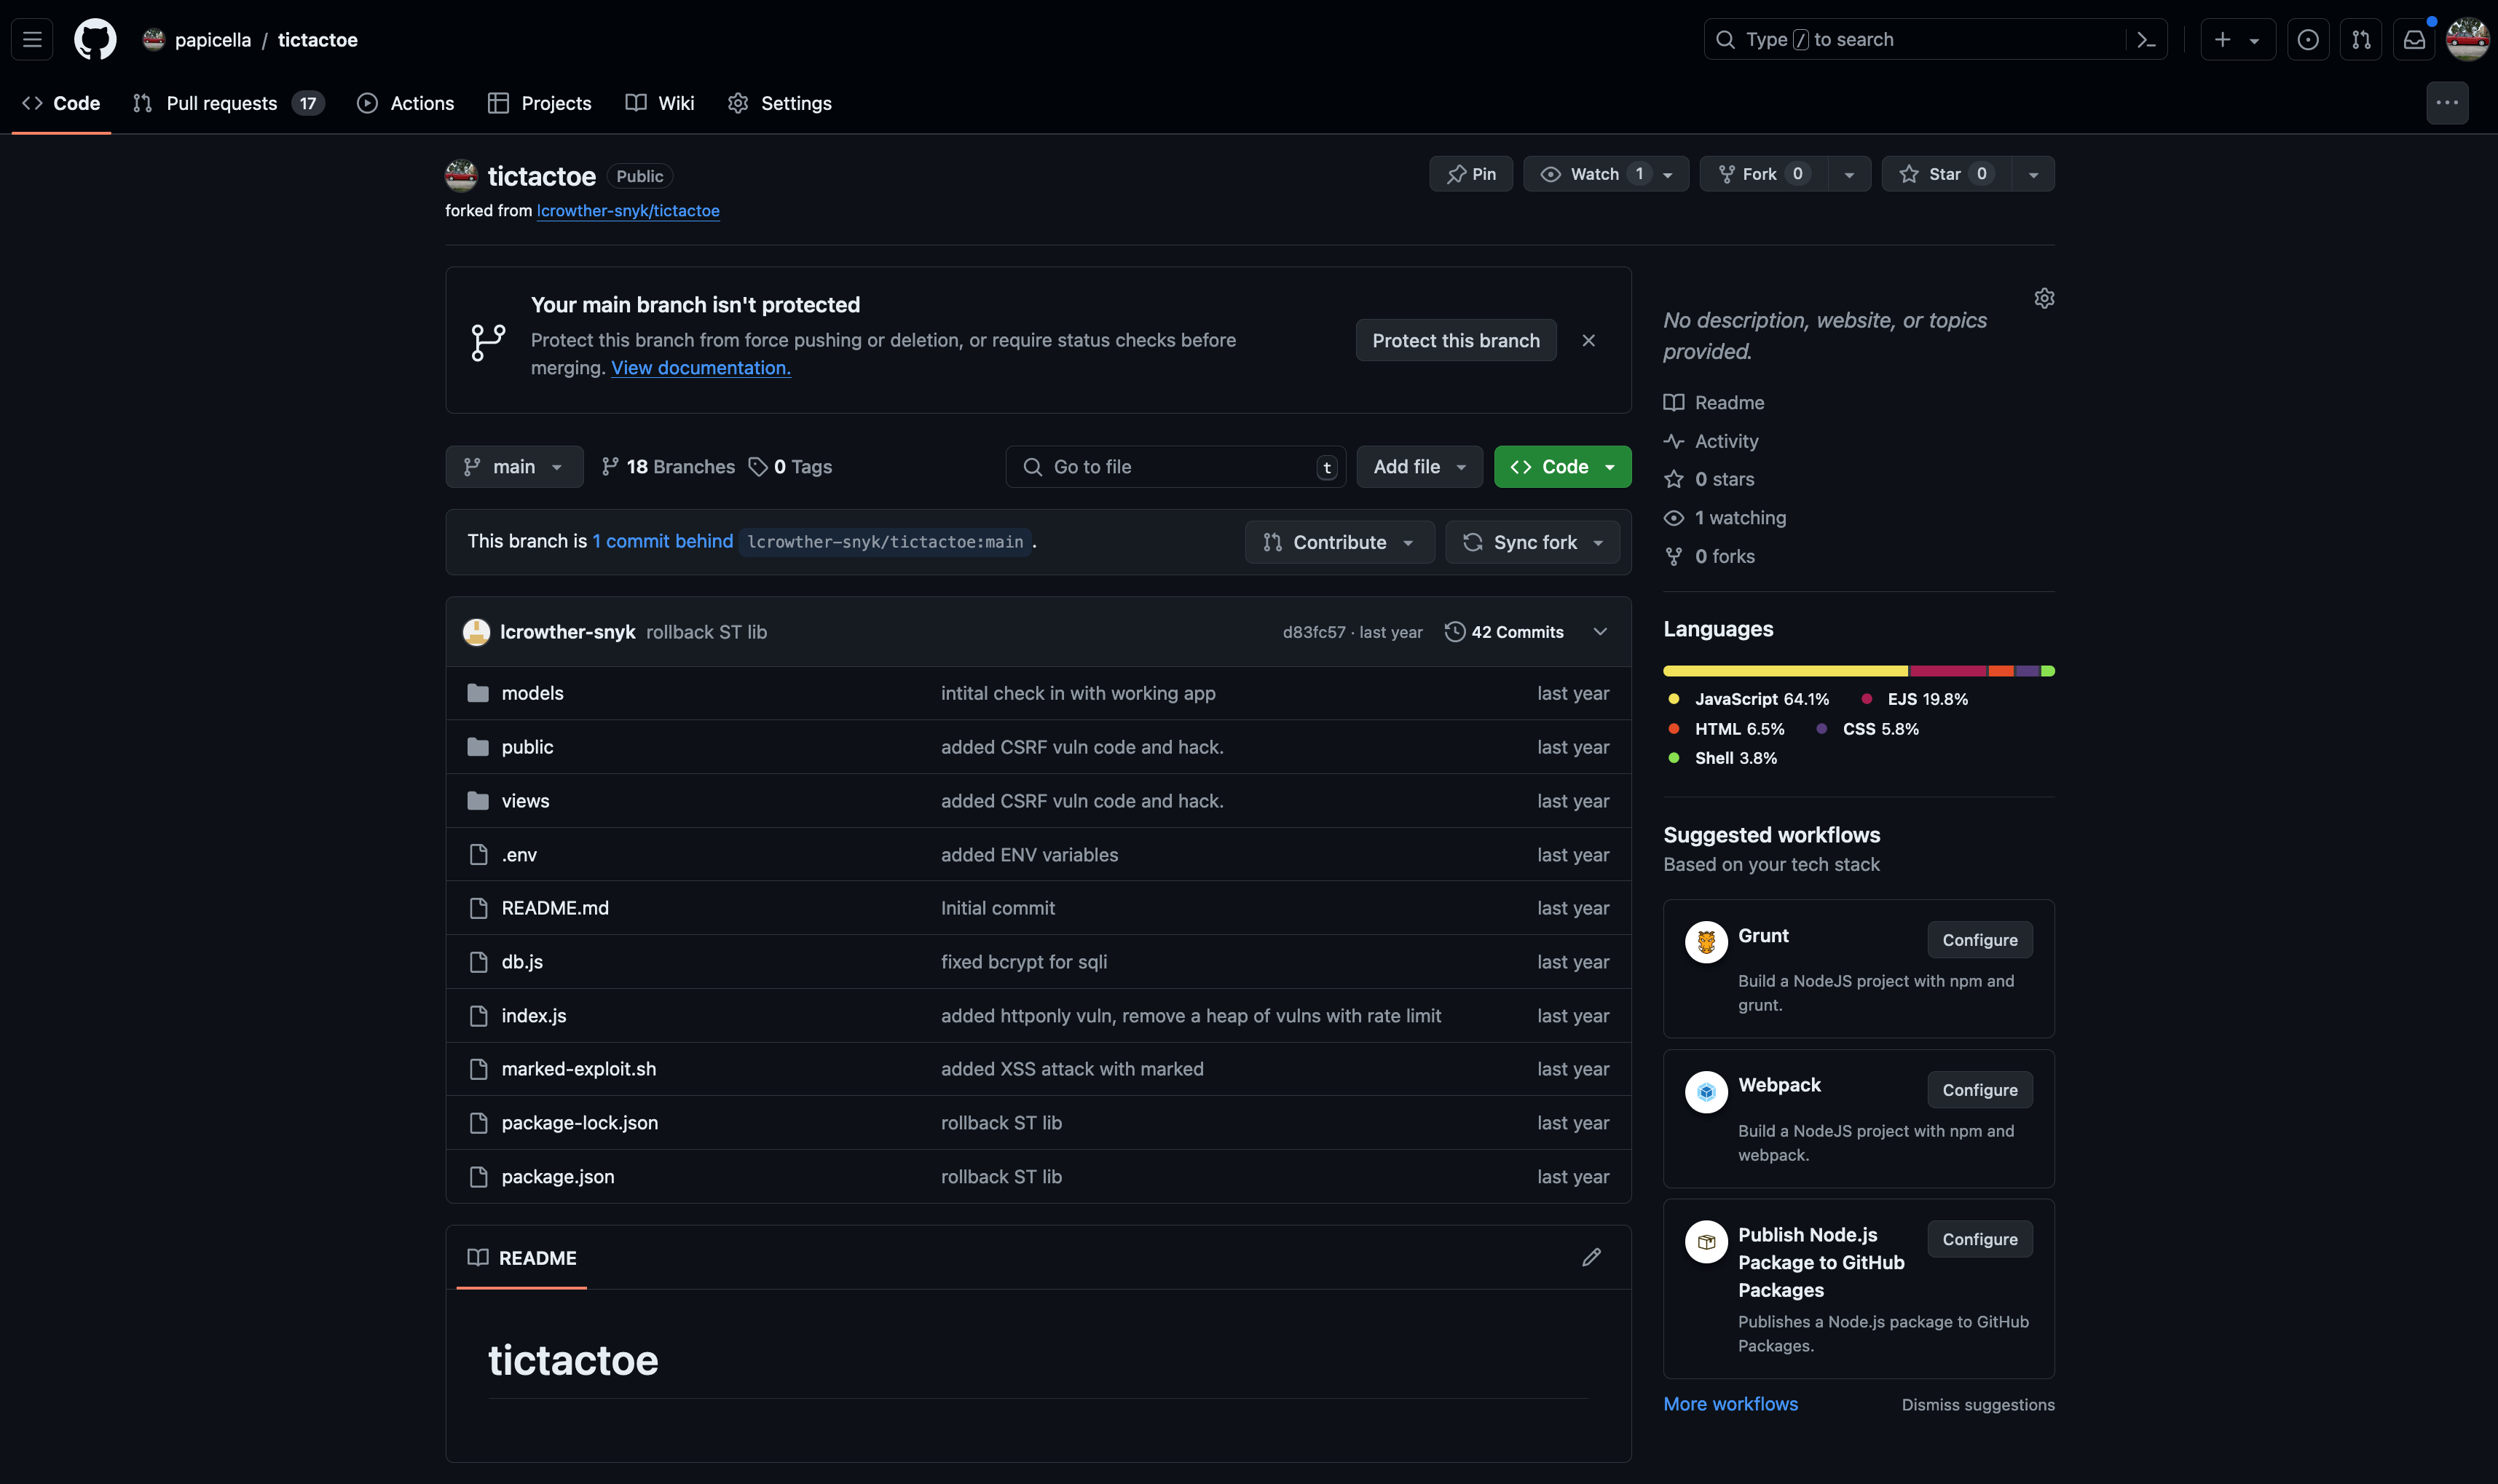 papicella / tictactoe
Type / to search
Code
Pull requests 17
Actions
Projects
Wiki
Settings
tictactoe Public
forked from lcrowther-snyk/tictactoe
Pin
Watch 1
Fork 0
Star 0
Your main branch isn't protected
Protect this branch from force pushing or deletion, or require status checks before
merging. View documentation.
Protect this branch
main
18 Branches
0 Tags
Go to file
t
Add file
Code
This branch is 1 commit behind lcrowther-snyk/tictactoe:main .
Contribute
Sync fork
lcrowther-snyk rollback ST lib
d83fc57 · last year
42 Commits
models intital check in with working app last year
public added CSRF vuln code and hack. last year
views added CSRF vuln code and hack. last year
.env added ENV variables last year
README.md Initial commit last year
db.js fixed bcrypt for sqli last year
index.js added httponly vuln, remove a heap of vulns with rate limit last year
marked-exploit.sh added XSS attack with marked last year
package-lock.json rollback ST lib last year
package.json rollback ST lib last year
README
tictactoe
No description, website, or topics
provided.
Readme
Activity
0 stars
1 watching
0 forks
Languages
JavaScript 64.1% EJS 19.8%
HTML 6.5% CSS 5.8%
Shell 3.8%
Suggested workflows
Based on your tech stack
Grunt
Configure
Build a NodeJS project with npm and
grunt.
Webpack
Configure
Build a NodeJS project with npm and
webpack.
Publish Node.js
Package to GitHub
Packages
Configure
Publishes a Node.js package to GitHub
Packages.
More workflows
Dismiss suggestions